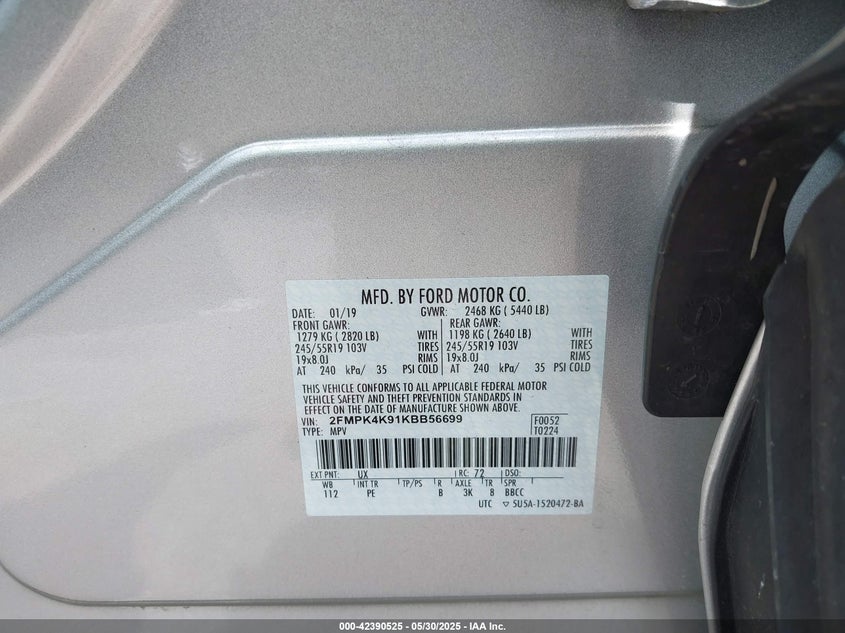 MFD. BY FORD MOTOR CO.
DATE: 01/19 GVWR: 2468 KG ( 5440 LB)
FRONT GAWR: REAR GAWR:
1279 KG ( 2820 LB) WITH 1198 KG ( 2640 LB) WITH
245/55R19 103V TIRES 245/55R19 103V TIRES
19x8.0J RIMS 19x8.0J RIMS
AT 240 kPa/ 35 PSI COLD AT 240 kPa/ 35 PSI COLD
THIS VEHICLE CONFORMS TO ALL APPLICABLE FEDERAL MOTOR
VEHICLE SAFETY AND THEFT PREVENTION STANDARDS IN
EFFECT ON THE DATE OF MANUFACTURE SHOWN ABOVE.
VIN: 2FMPK4K91KBB56699 F0052
TYPE: MPV T0224
EXT PNT: UX RC: 72 DSO:
WB INT TR TP/PS R AXLE TR SPR
112 PE B 3K 8 BBCC
UTC ▽ 5U5A-1520472-BA
000-42390525 - 05/30/2025 - IAA Inc.